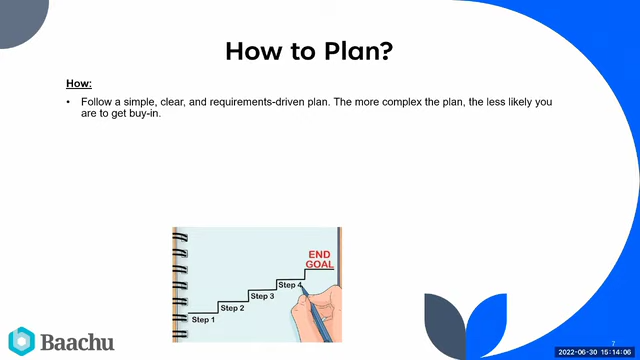 How to Plan?
How:
• Follow a simple, clear, and requirements-driven plan. The more complex the plan, the less likely you
are to get buy-in.
END
GOAL
Step 4
Step 3
Step 2
Step 1
Baachu
7
2022-06-30 15:14:06